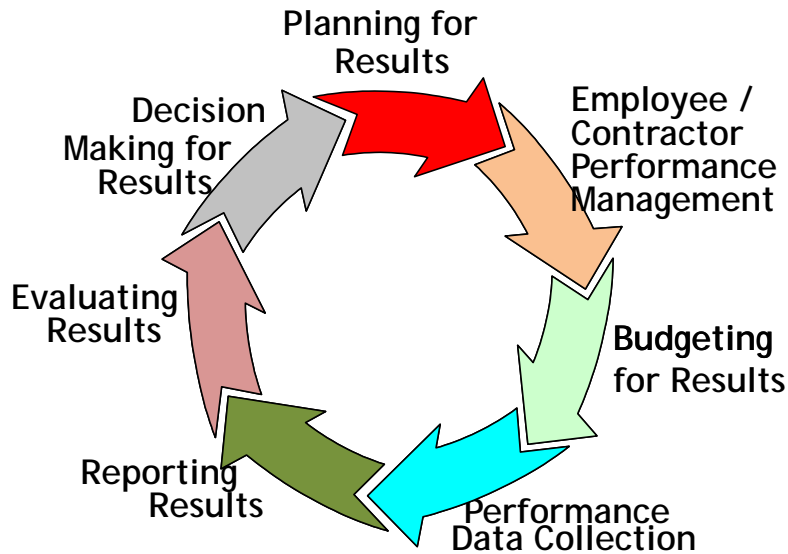 Planning for
Results
Employee /
Contractor
Performance
Management
Budgeting
for Results
Performance
Data Collection
Reporting
Results
Evaluating
Results
Decision
Making for
Results